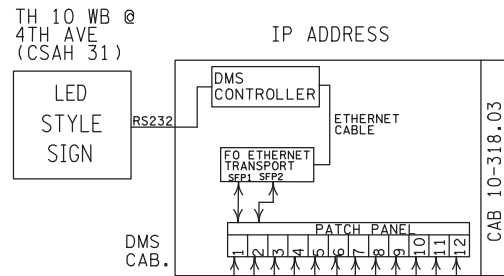 TH 10 WB @
4TH AVE
(CSAH 31)
IP ADDRESS
LED
STYLE
SIGN
RS232
DMS
CONTROLLER
ETHERNET
CABLE
FO ETHERNET
TRANSPORT
SFP1 SFP2
PATCH PANEL
1 2 3 4 5 6 7 8 9 10 11 12
DMS
CAB.
CAB 10-318.03